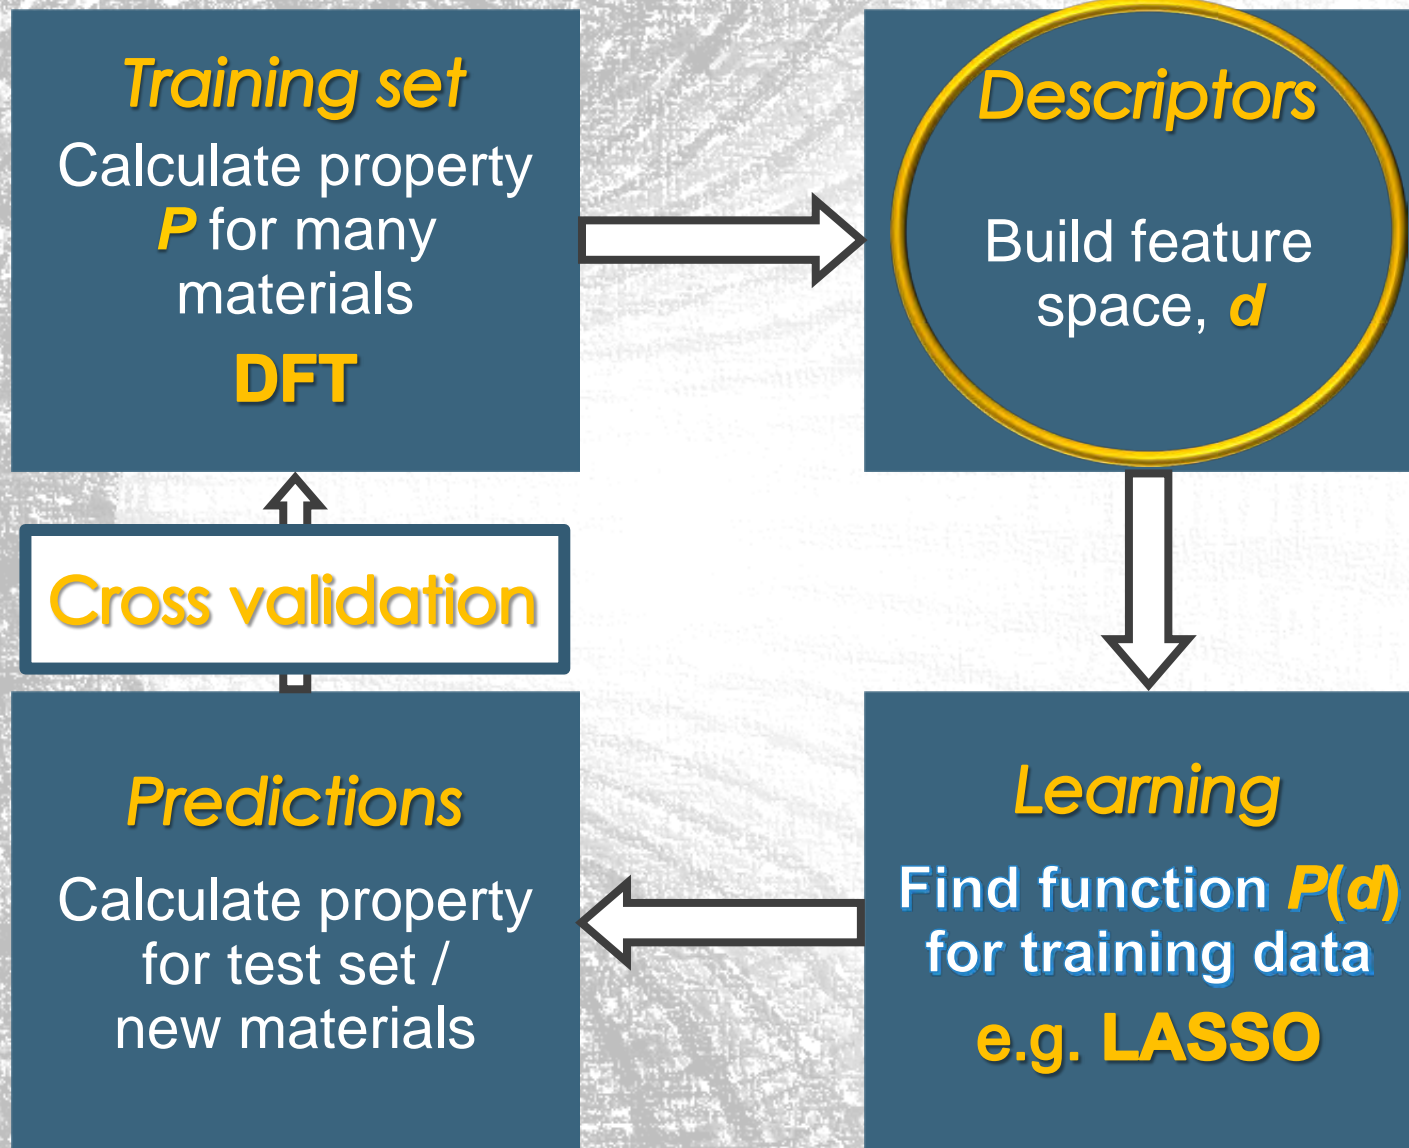 Training set
Calculate property
P for many
materials
DFT
Descriptors
Build feature
space, d
Cross validation
Predictions
Calculate property
for test set /
new materials
Learning
Find function P(d)
for training data
e.g. LASSO